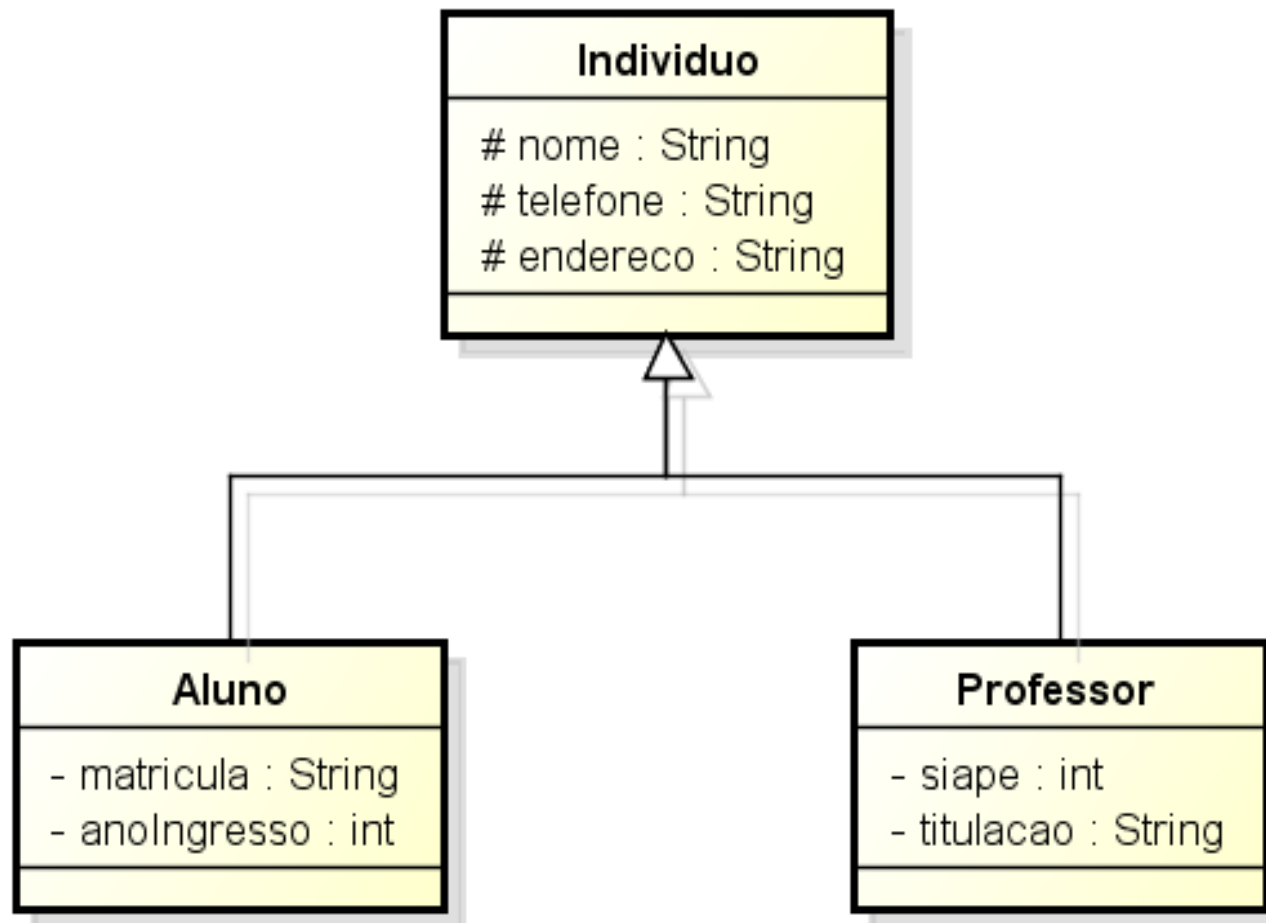 Individuo
# nome : String
# telefone : String
# endereco : String
Aluno
- matricula : String
- anoIngresso : int
Professor
- siape : int
- titulacao : String